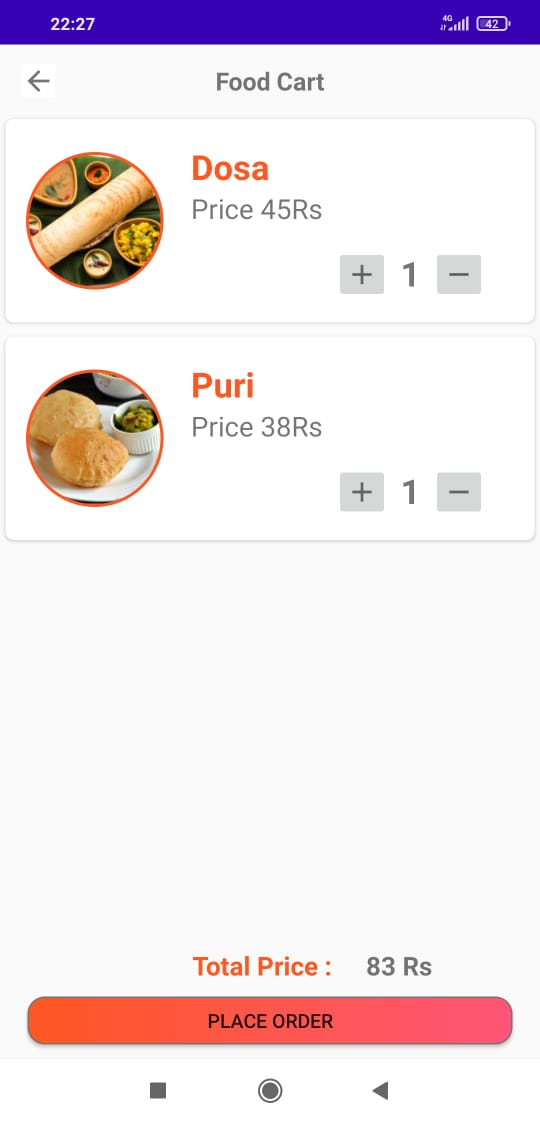 22:27
4G
42
Food Cart
Dosa
Price 45Rs
+ 1 −
Puri
Price 38Rs
+ 1 −
Total Price : 83 Rs
PLACE ORDER